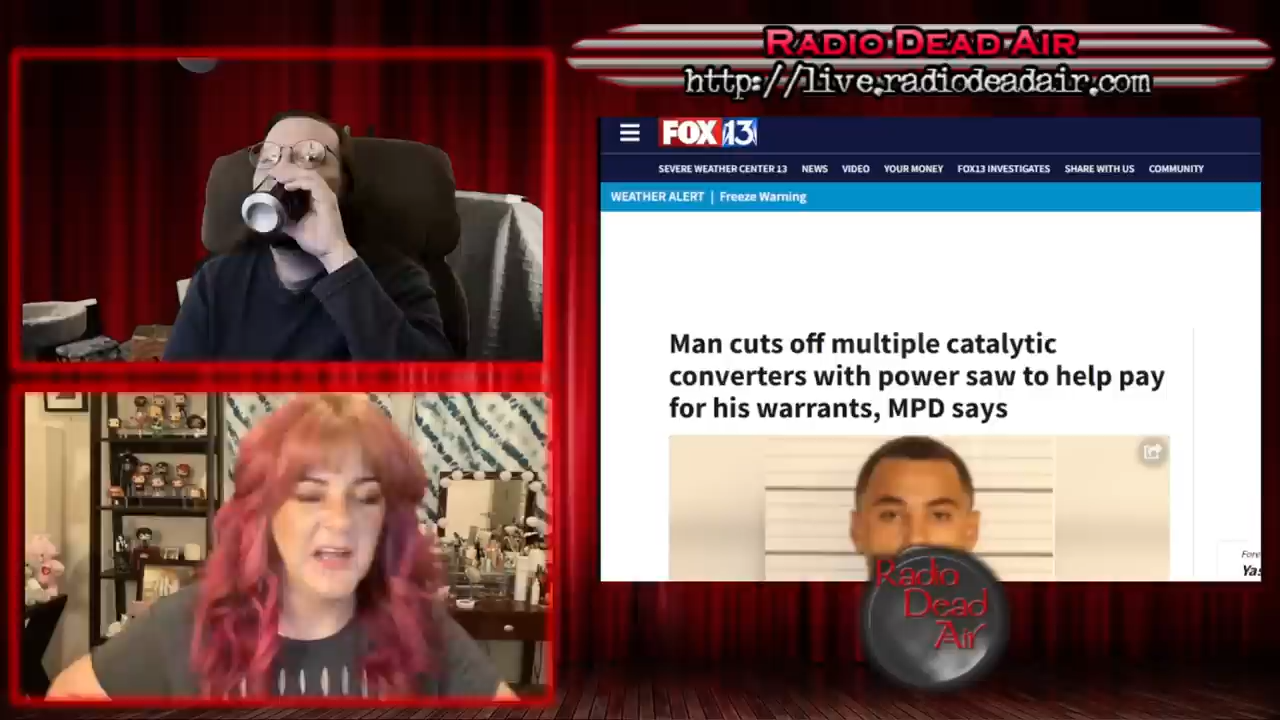 RADIO DEAD AIR
http://live.radiodeadair.com
FOX 13
SEVERE WEATHER CENTER 13 NEWS VIDEO YOUR MONEY FOX13 INVESTIGATES SHARE WITH US COMMUNITY
WEATHER ALERT | Freeze Warning
Man cuts off multiple catalytic
converters with power saw to help pay
for his warrants, MPD says
Radio
Dead
Air